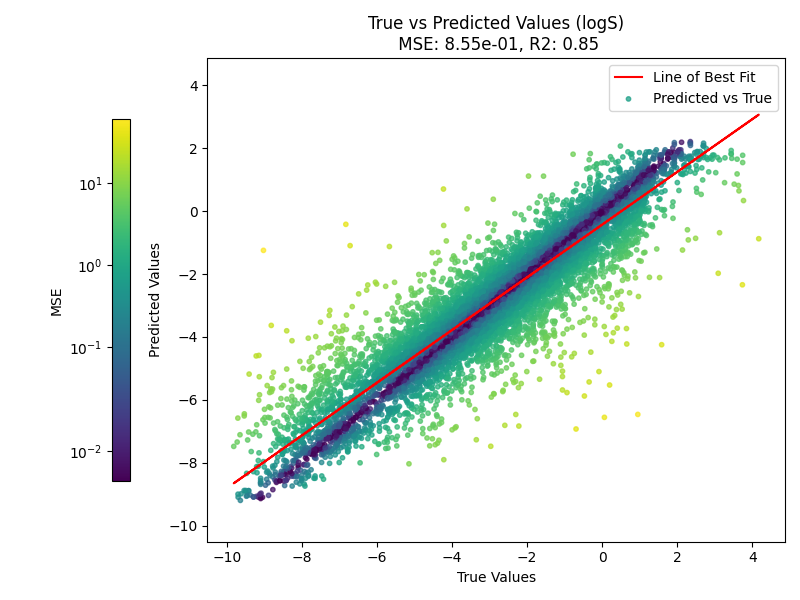 True vs Predicted Values (logS)
MSE: 8.55e-01, R2: 0.85
Line of Best Fit
Predicted vs True
MSE
10¹
10⁰
10⁻¹
10⁻²
Predicted Values
4
2
0
−2
−4
−6
−8
−10
−10 −8 −6 −4 −2 0 2 4
True Values